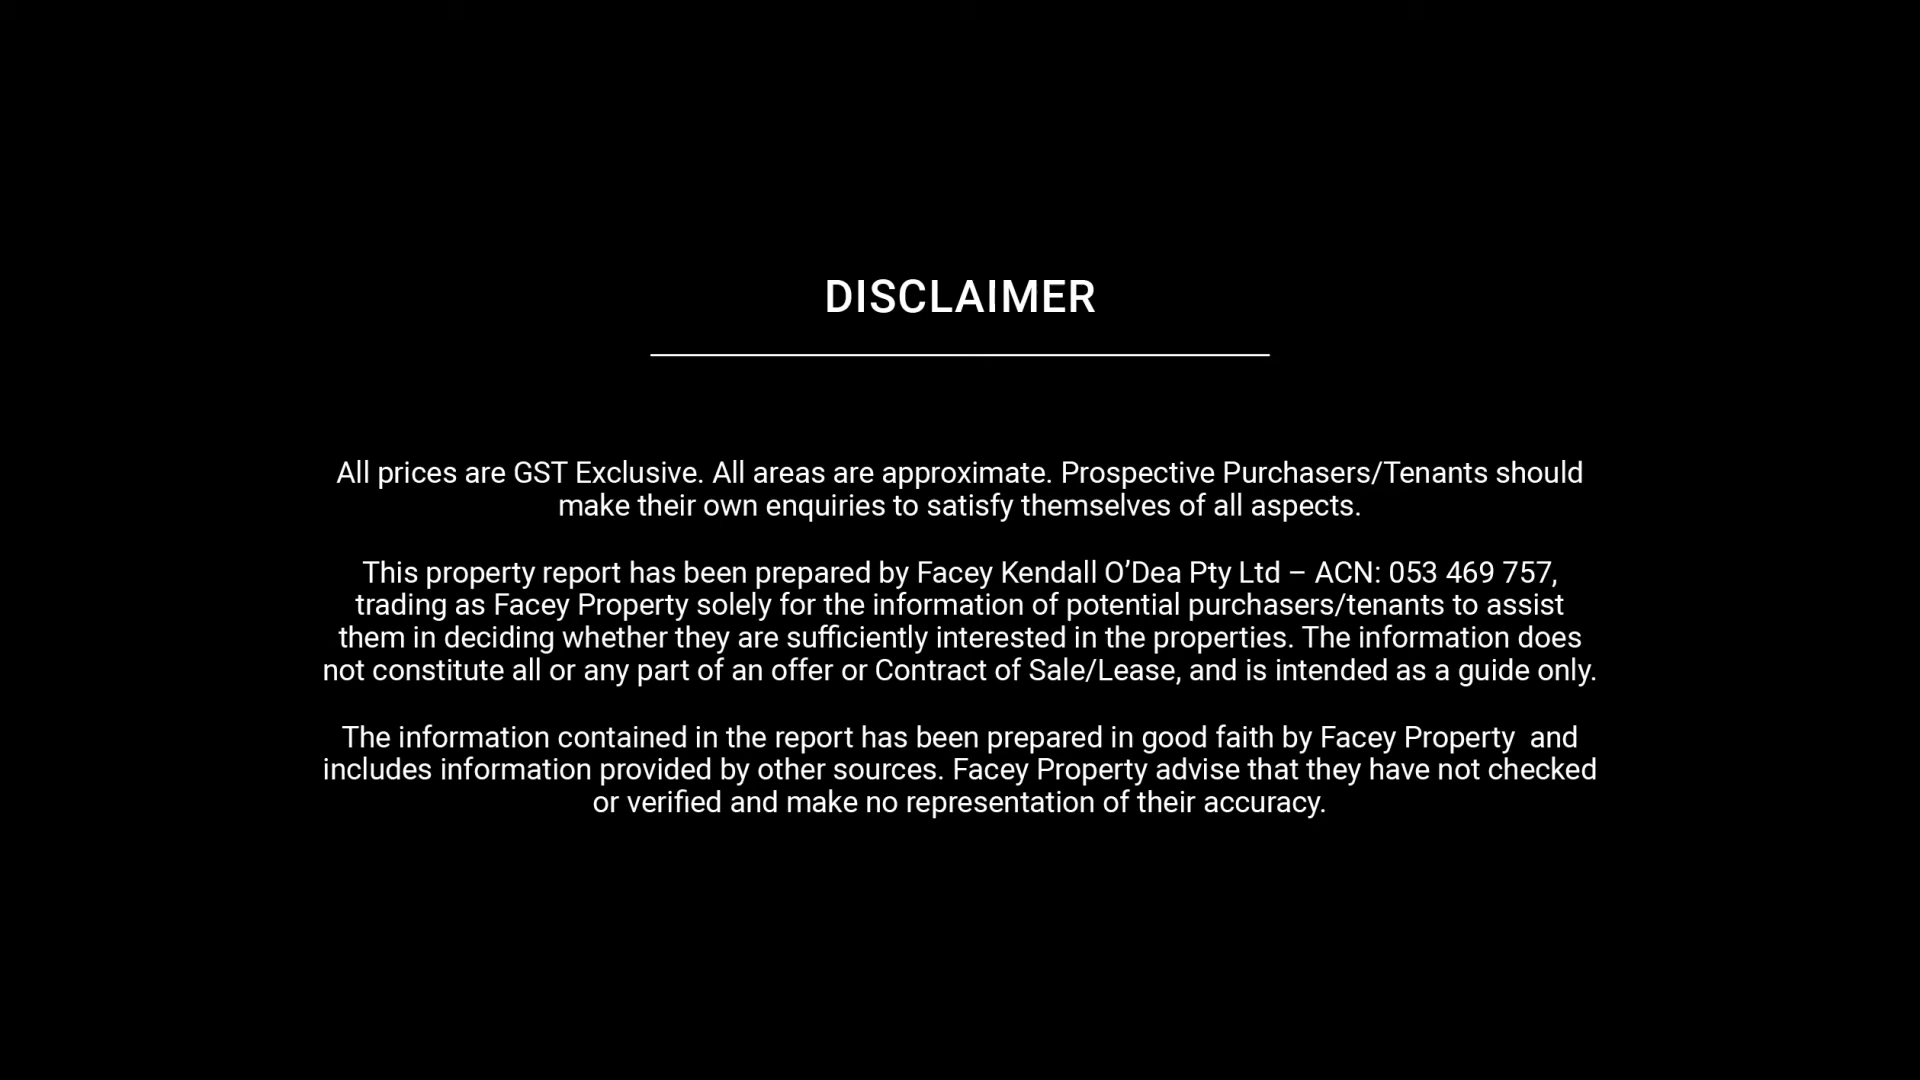 DISCLAIMER
All prices are GST Exclusive. All areas are approximate. Prospective Purchasers/Tenants should
make their own enquiries to satisfy themselves of all aspects.
This property report has been prepared by Facey Kendall O’Dea Pty Ltd – ACN: 053 469 757,
trading as Facey Property solely for the information of potential purchasers/tenants to assist
them in deciding whether they are sufficiently interested in the properties. The information does
not constitute all or any part of an offer or Contract of Sale/Lease, and is intended as a guide only.
The information contained in the report has been prepared in good faith by Facey Property  and
includes information provided by other sources. Facey Property advise that they have not checked
or verified and make no representation of their accuracy.